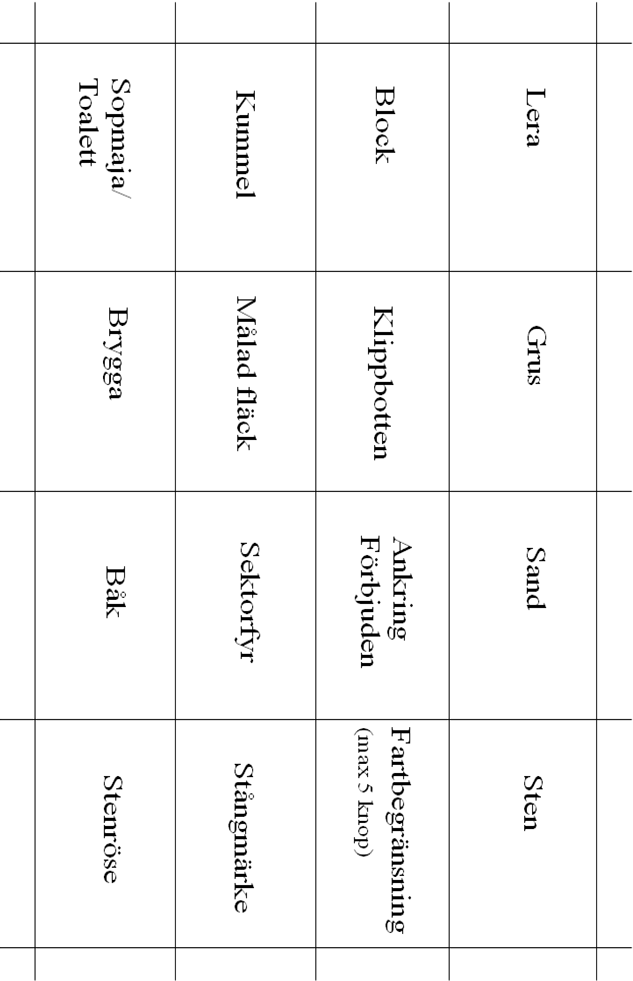 Lera
Grus
Sand
Sten
Block
Klippbotten
Ankring
Förbjuden
Fartbegränsning
(max 5 knop)
Kummel
Målad fläck
Sektorfyr
Stångmärke
Sopmaja/
Toalett
Brygga
Båk
Stenröse